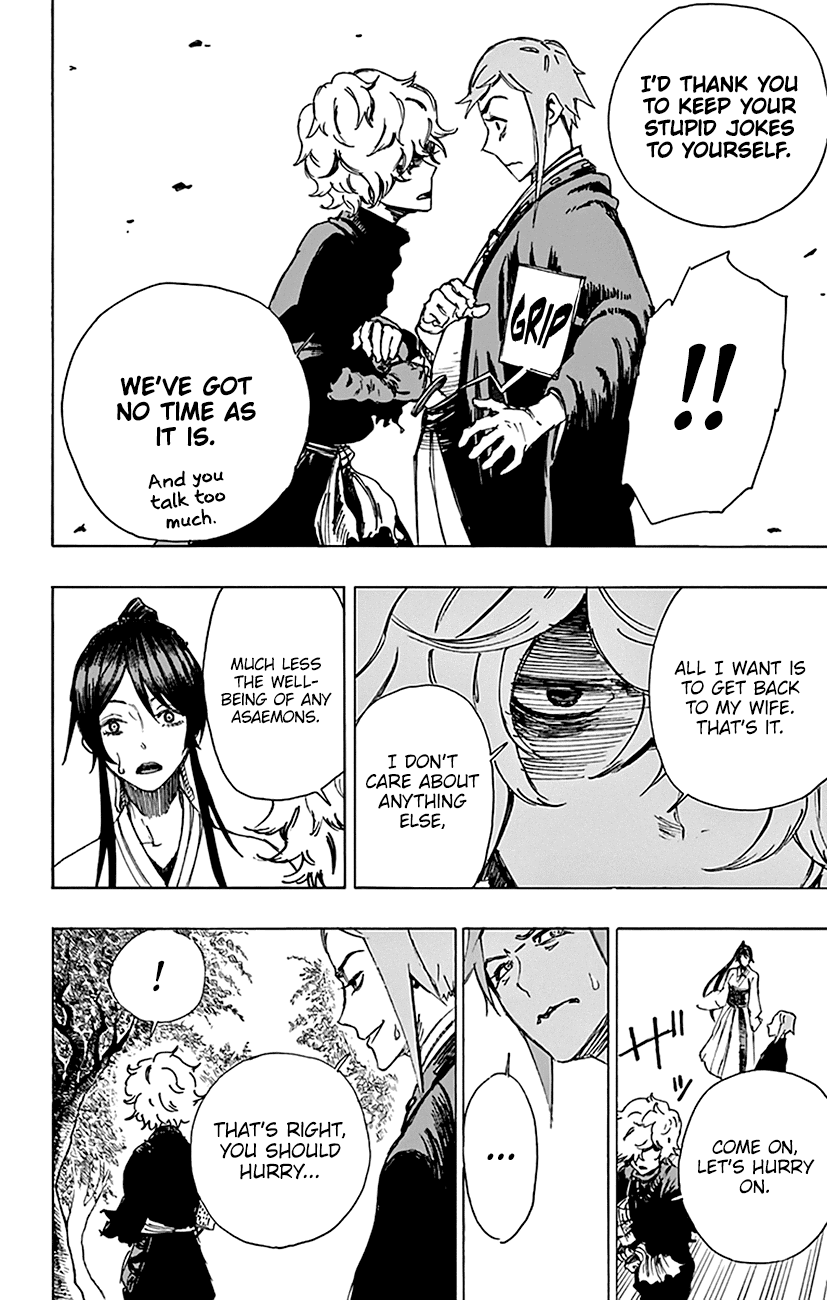 I'D THANK YOU
TO KEEP YOUR
STUPID JOKES
TO YOURSELF.
!!
GRIP
WE'VE GOT
NO TIME AS
IT IS.
And you
talk too
much.
ALL I WANT IS
TO GET BACK
TO MY WIFE.
THAT'S IT.
I DON'T
CARE ABOUT
ANYTHING
ELSE,
MUCH LESS
THE WELL-
BEING OF ANY
ASAEMONS.
COME ON,
LET'S HURRY
ON.
...
THAT'S RIGHT,
YOU SHOULD
HURRY...
!